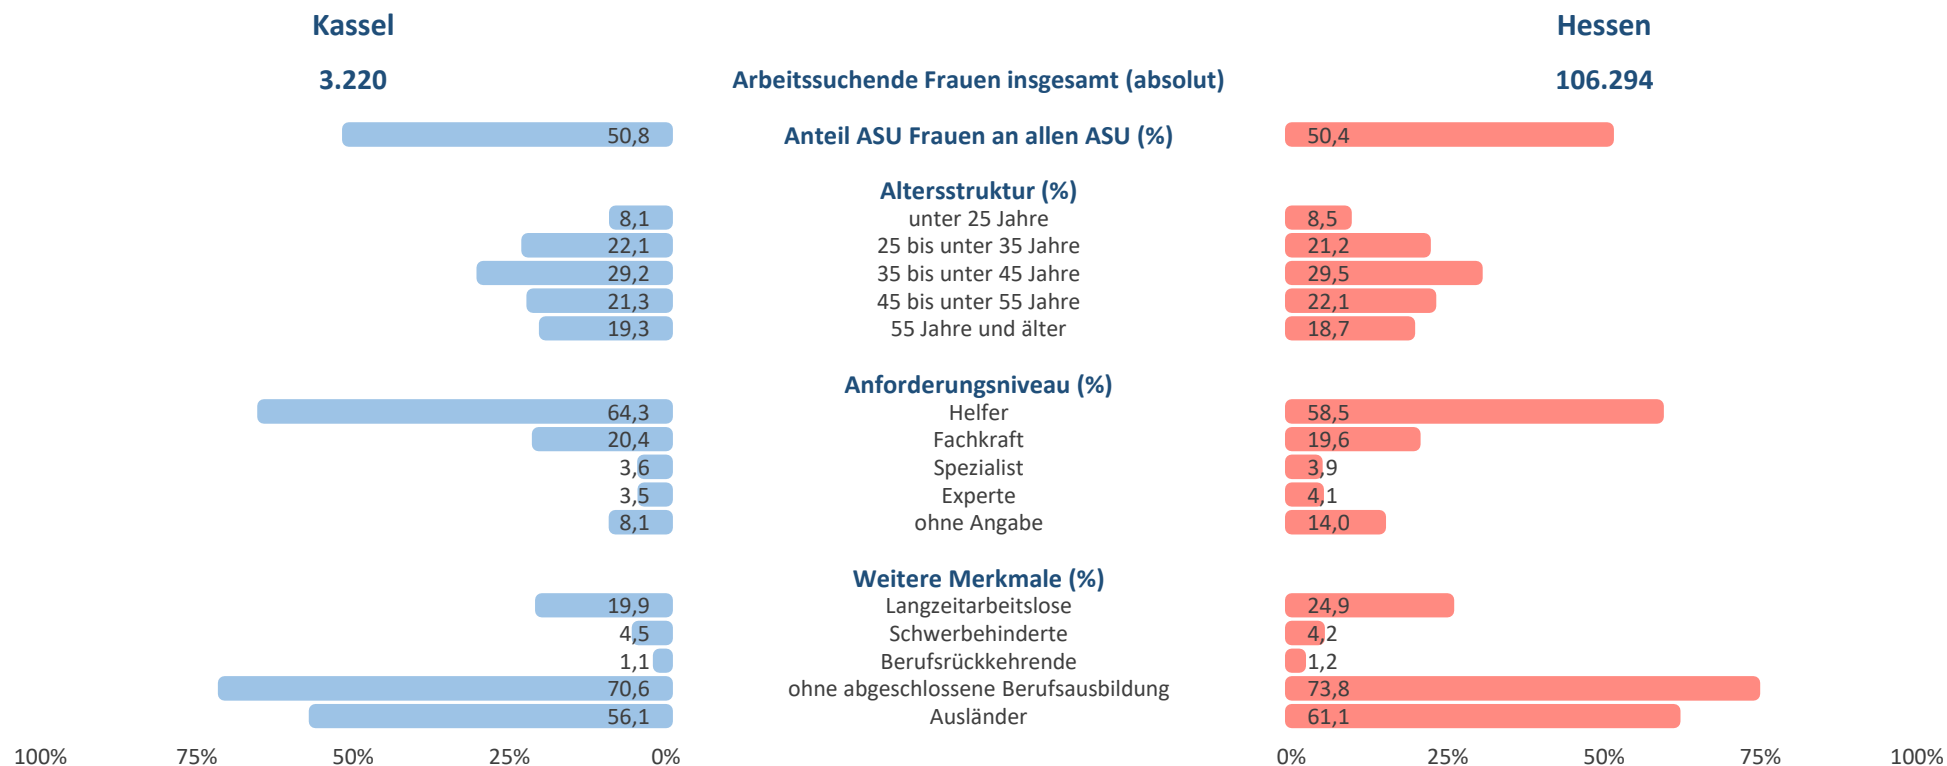 Kassel Hessen
3.220 Arbeitssuchende Frauen insgesamt (absolut) 106.294
50,8 Anteil ASU Frauen an allen ASU (%) 50,4
Altersstruktur (%)
8,1 unter 25 Jahre 8,5
22,1 25 bis unter 35 Jahre 21,2
29,2 35 bis unter 45 Jahre 29,5
21,3 45 bis unter 55 Jahre 22,1
19,3 55 Jahre und älter 18,7
Anforderungsniveau (%)
64,3 Helfer 58,5
20,4 Fachkraft 19,6
3,6 Spezialist 3,9
3,5 Experte 4,1
8,1 ohne Angabe 14,0
Weitere Merkmale (%)
19,9 Langzeitarbeitslose 24,9
4,5 Schwerbehinderte 4,2
1,1 Berufsrückkehrende 1,2
70,6 ohne abgeschlossene Berufsausbildung 73,8
56,1 Ausländer 61,1
100% 75% 50% 25% 0% 0% 25% 50% 75% 100%